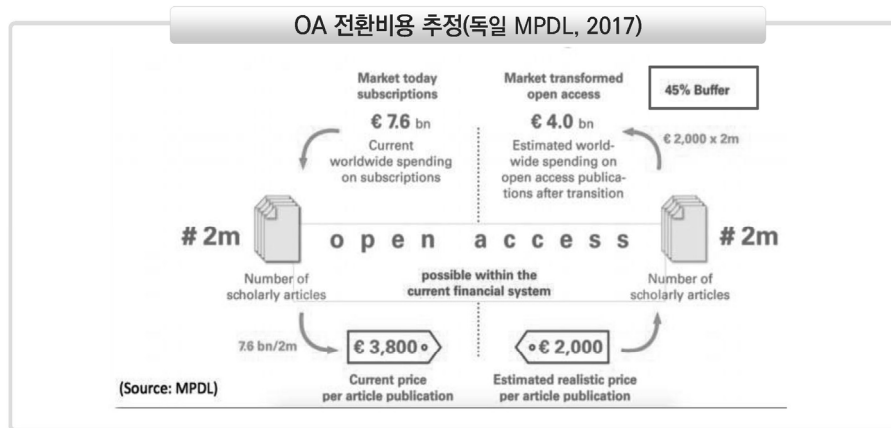 OA 전환비용 추정(독일 MPDL, 2017)
Market today
subscriptions
€ 7.6 bn
Current
worldwide spending
on subscriptions
Market transformed
open access
€ 4.0 bn
Estimated world-
wide spending on
open access publica-
tions after transition
45% Buffer
€ 2,000 x 2m
# 2m
open access
# 2m
Number of
scholarly articles
possible within the
current financial system
Number of
scholarly articles
7.6 bn/2m
€ 3,800
€ 2,000
Current price
per article publication
Estimated realistic price
per article publication
(Source: MPDL)